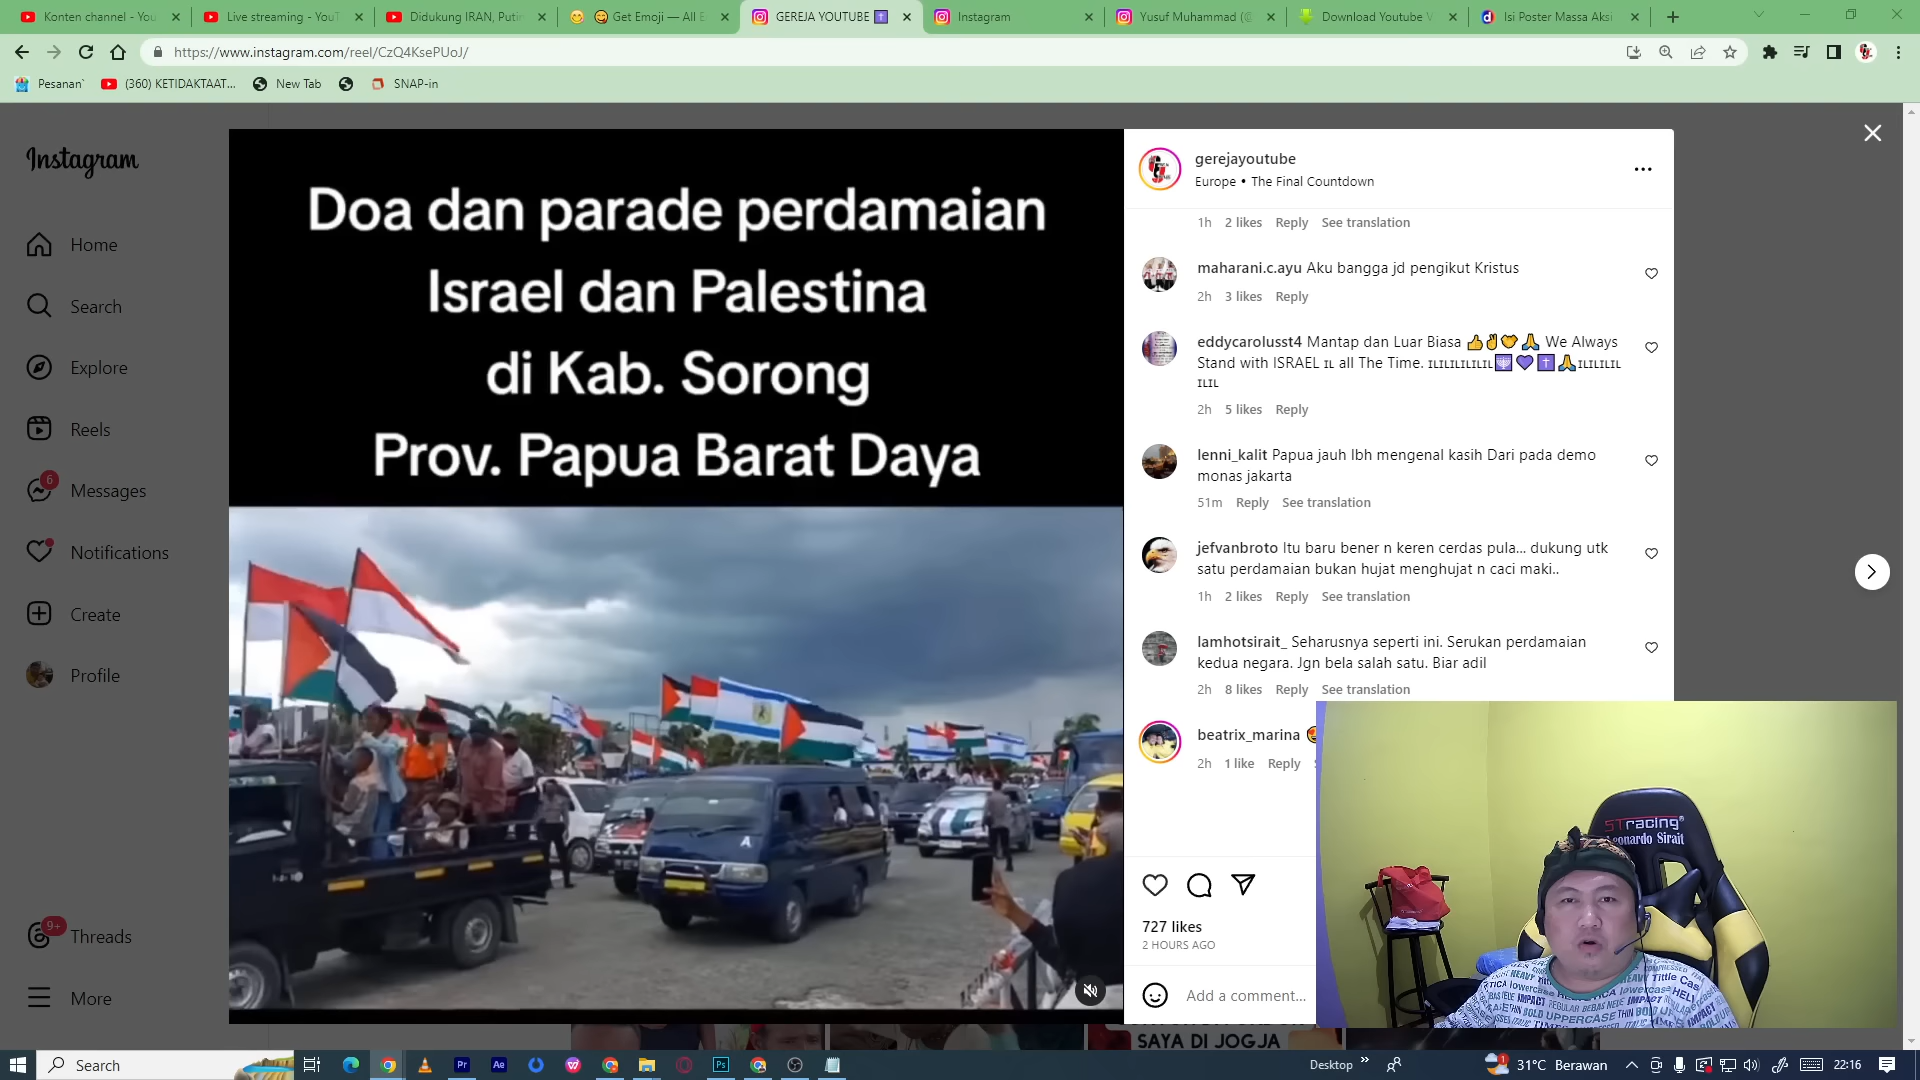 Konten channel - You
Live streaming - YouT
Didukung IRAN, Putin
Get Emoji — All E
GEREJA YOUTUBE
Instagram
Yusuf Muhammad (@
Download Youtube V
Isi Poster Massa Aksi
https://www.instagram.com/reel/CzQ4KsePUoJ/
Pesanan`
(360) KETIDAKTAAT...
New Tab
SNAP-in
Instagram
Home
Search
Explore
Reels
6
Messages
Notifications
Create
Profile
9+
Threads
More
Doa dan parade perdamaian
Israel dan Palestina
di Kab. Sorong
Prov. Papua Barat Daya
gerejayoutube
Europe • The Final Countdown
1h 2 likes Reply See translation
maharani.c.ayu Aku bangga jd pengikut Kristus
2h 3 likes Reply
eddycarolusst4 Mantap dan Luar Biasa 👍✌🧡🙏 We Always
Stand with ISRAEL 🇮🇱 all The Time. 🇮🇱🇮🇱🇮🇱🇮🇱🇮🇱🕎💜✝🙏🇮🇱🇮🇱🇮🇱
🇮🇱🇮🇱
2h 5 likes Reply
lenni_kalit Papua jauh lbh mengenal kasih Dari pada demo
monas jakarta
51m Reply See translation
jefvanbroto Itu baru bener n keren cerdas pula... dukung utk
satu perdamaian bukan hujat menghujat n caci maki..
1h 2 likes Reply See translation
lamhotsirait_ Seharusnya seperti ini. Serukan perdamaian
kedua negara. Jgn bela salah satu. Biar adil
2h 8 likes Reply See translation
beatrix_marina
2h 1 like Reply
727 likes
2 HOURS AGO
Add a comment...
STracing
Leonardo Sirait
SAYA DI JOGJA
Search
Desktop
31°C Berawan
22:16